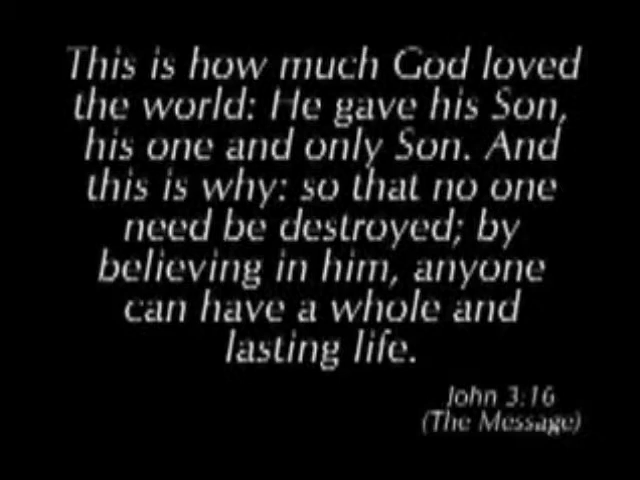 This is how much God loved
the world: He gave his Son,
his one and only Son. And
this is why: so that no one
need be destroyed; by
believing in him, anyone
can have a whole and
lasting life.
John 3:16
(The Message)